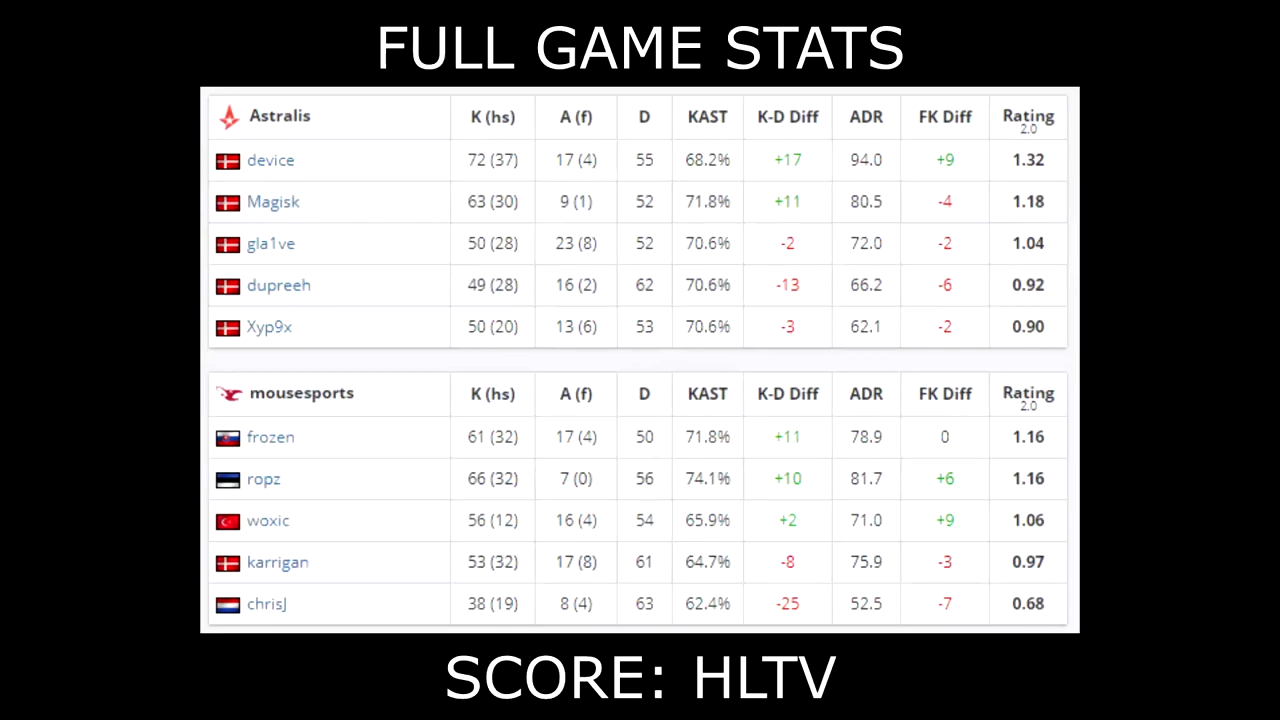 FULL GAME STATS
Astralis K (hs) A (f) D KAST K-D Diff ADR FK Diff Rating 2.0
device 72 (37) 17 (4) 55 68.2% +17 94.0 +9 1.32
Magisk 63 (30) 9 (1) 52 71.8% +11 80.5 -4 1.18
gla1ve 50 (28) 23 (8) 52 70.6% -2 72.0 -2 1.04
dupreeh 49 (28) 16 (2) 62 70.6% -13 66.2 -6 0.92
Xyp9x 50 (20) 13 (6) 53 70.6% -3 62.1 -2 0.90
mousesports K (hs) A (f) D KAST K-D Diff ADR FK Diff Rating 2.0
frozen 61 (32) 17 (4) 50 71.8% +11 78.9 0 1.16
ropz 66 (32) 7 (0) 56 74.1% +10 81.7 +6 1.16
woxic 56 (12) 16 (4) 54 65.9% +2 71.0 +9 1.06
karrigan 53 (32) 17 (8) 61 64.7% -8 75.9 -3 0.97
chrisJ 38 (19) 8 (4) 63 62.4% -25 52.5 -7 0.68
SCORE: HLTV